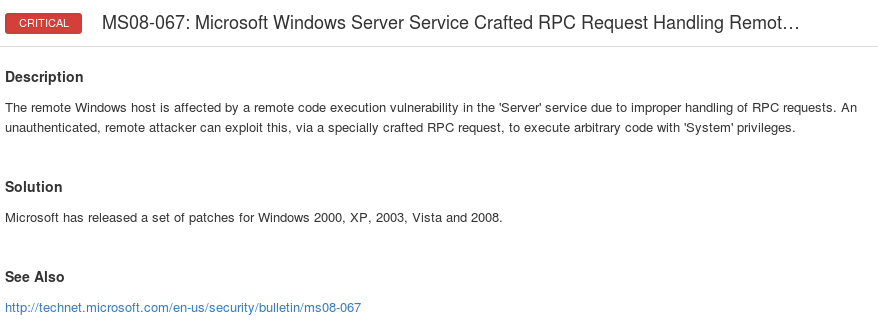 CRITICAL MS08-067: Microsoft Windows Server Service Crafted RPC Request Handling Remot…
Description
The remote Windows host is affected by a remote code execution vulnerability in the 'Server' service due to improper handling of RPC requests. An
unauthenticated, remote attacker can exploit this, via a specially crafted RPC request, to execute arbitrary code with 'System' privileges.
Solution
Microsoft has released a set of patches for Windows 2000, XP, 2003, Vista and 2008.
See Also
http://technet.microsoft.com/en-us/security/bulletin/ms08-067